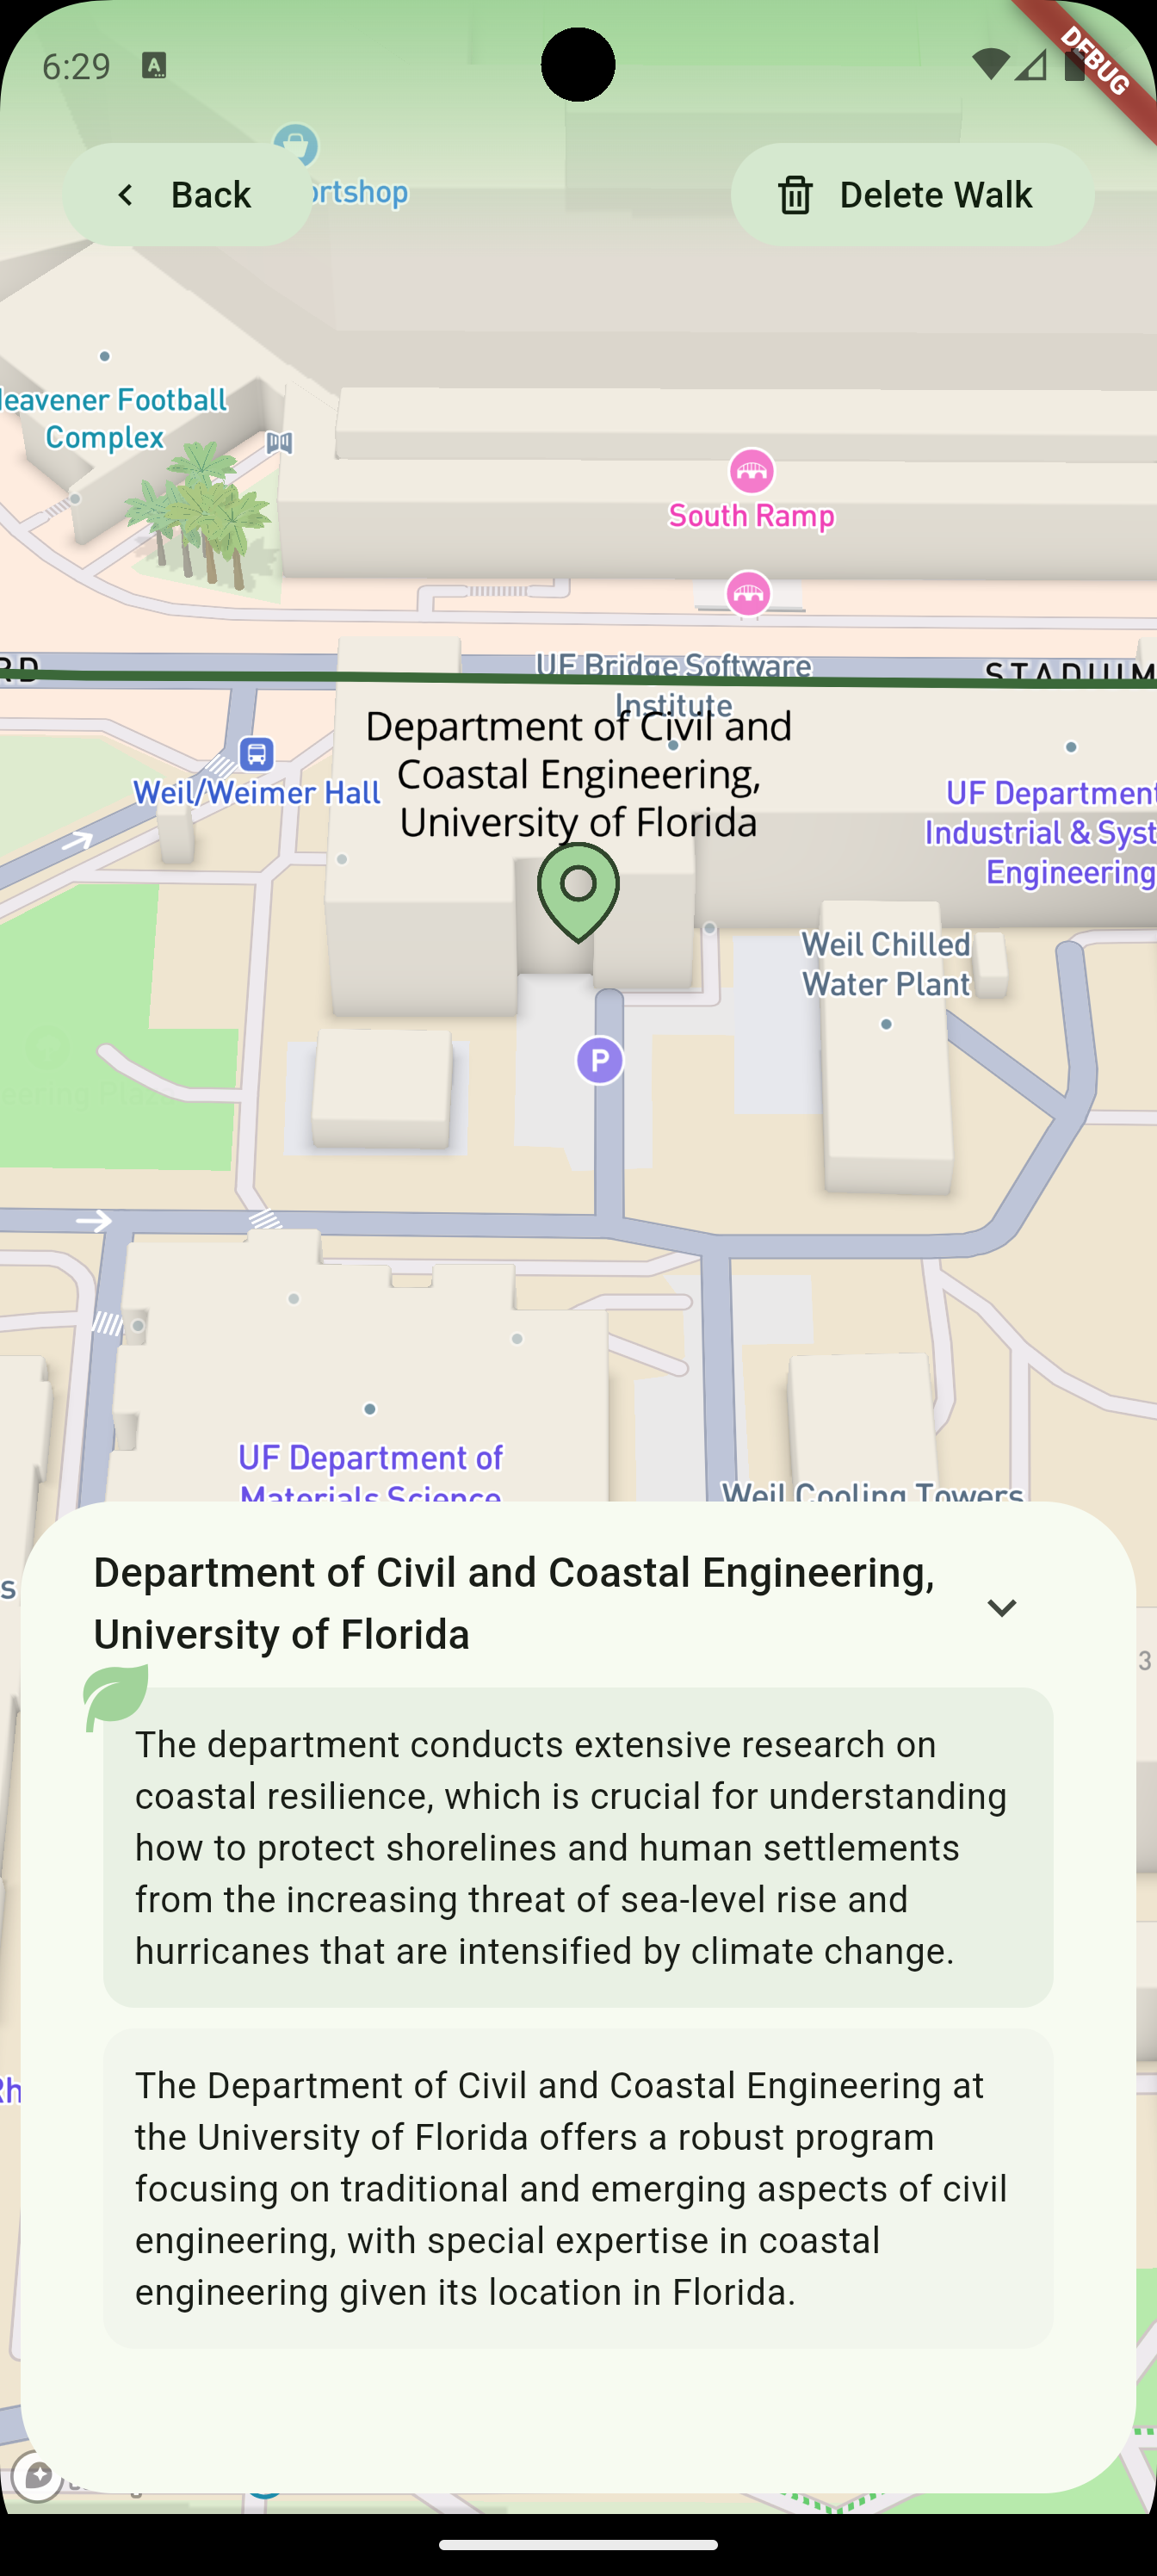 6:29
A
DEBUG
Back
ortshop
Delete Walk
eavener Football
Complex
South Ramp
RD
UF Bridge Software
Institute
STADIUM
Department of Civil and
Coastal Engineering,
University of Florida
Weil/Weimer Hall
UF Department
Industrial & Syst
Engineering
Weil Chilled
Water Plant
P
eering Plaza
UF Department of
Materials Science
Weil Cooling Towers
s
3
Rh
Department of Civil and Coastal Engineering,
University of Florida
The department conducts extensive research on
coastal resilience, which is crucial for understanding
how to protect shorelines and human settlements
from the increasing threat of sea-level rise and
hurricanes that are intensified by climate change.
The Department of Civil and Coastal Engineering at
the University of Florida offers a robust program
focusing on traditional and emerging aspects of civil
engineering, with special expertise in coastal
engineering given its location in Florida.